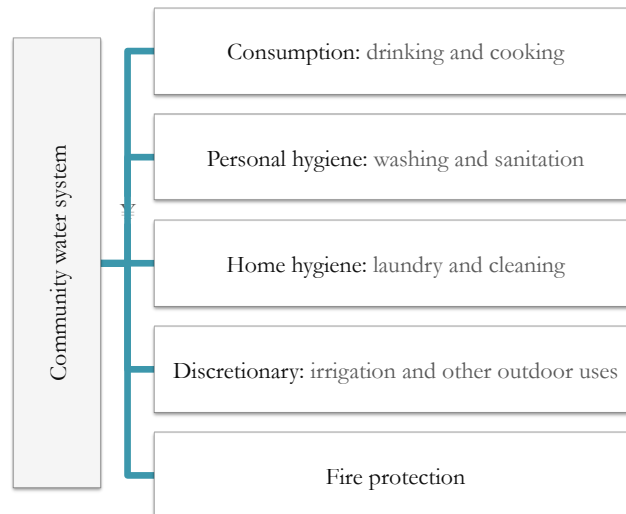 Community water system
Consumption: drinking and cooking
Personal hygiene: washing and sanitation
Home hygiene: laundry and cleaning
Discretionary: irrigation and other outdoor uses
Fire protection